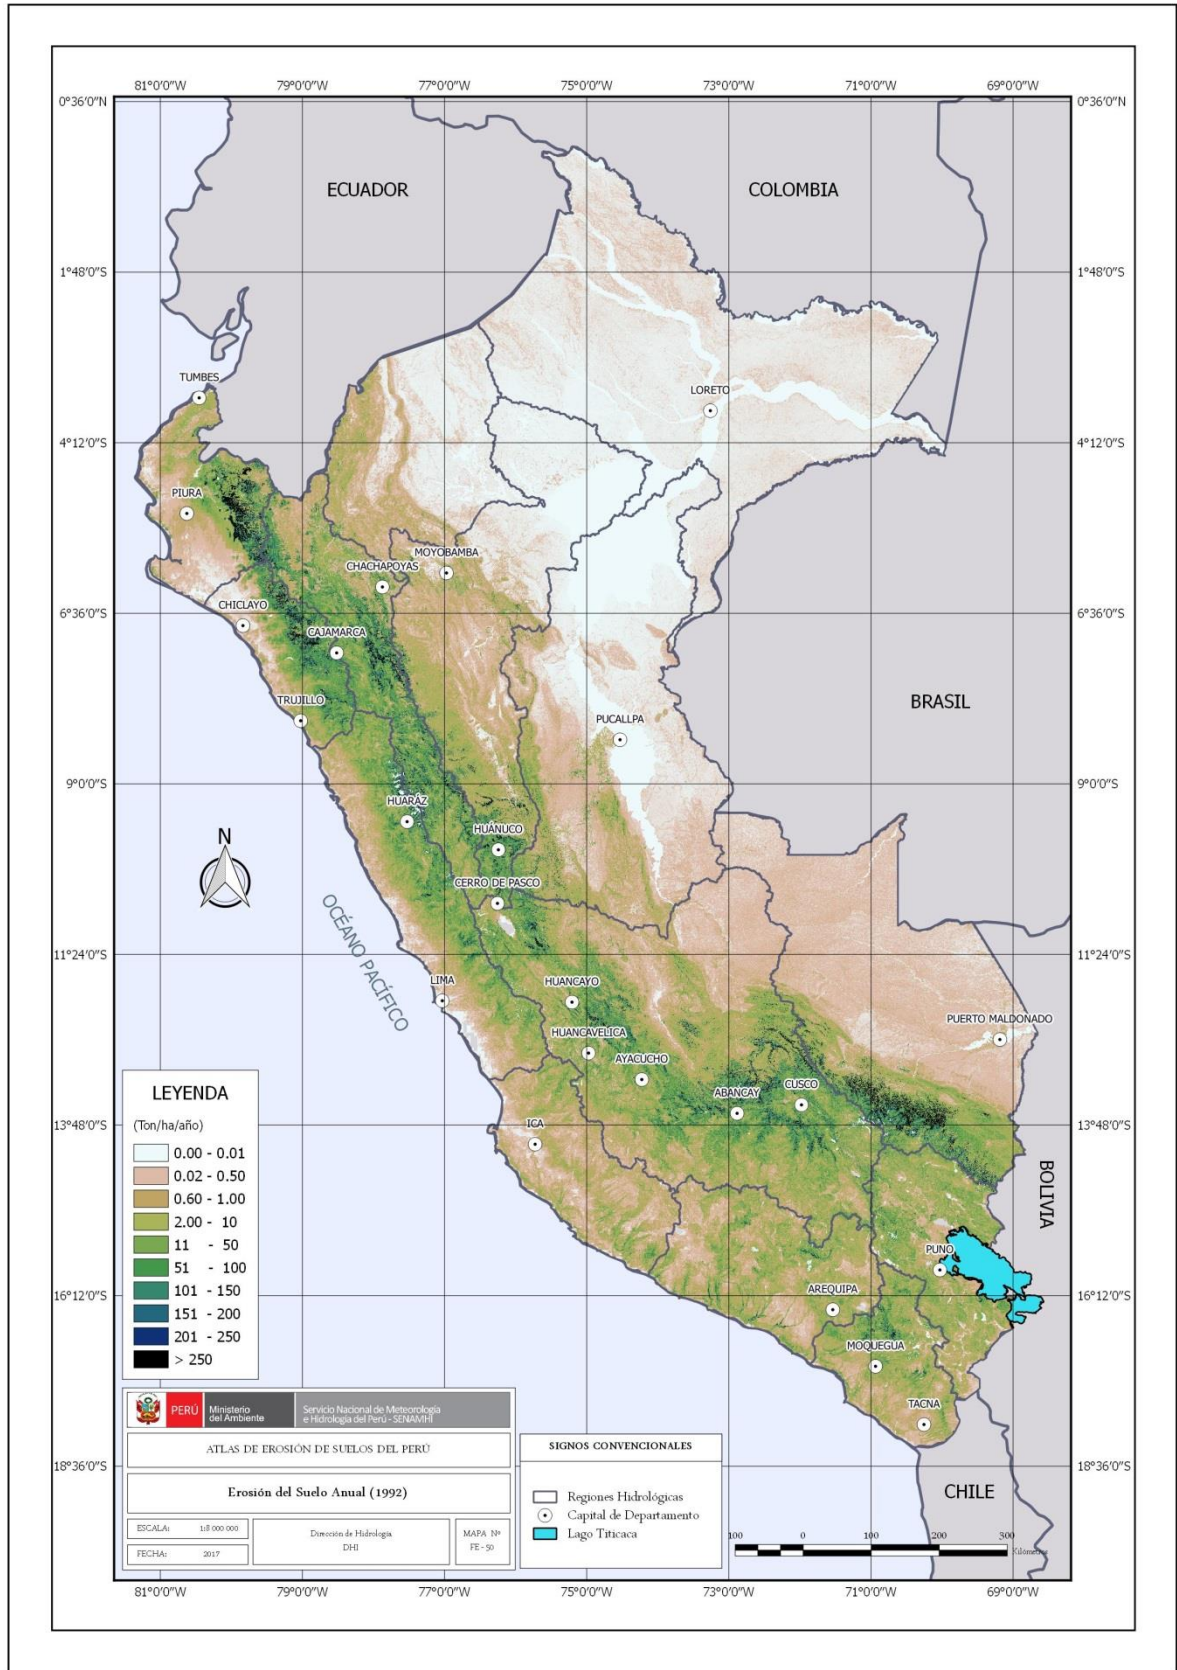 81°0'0"W 79°0'0"W 77°0'0"W 75°0'0"W 73°0'0"W 71°0'0"W 69°0'0"W
0°36'0"N 0°36'0"N
ECUADOR COLOMBIA
1°48'0"S 1°48'0"S
TUMBES
LORETO
4°12'0"S 4°12'0"S
PIURA
MOYOBAMBA
CHACHAPOYAS
6°36'0"S 6°36'0"S
CHICLAYO
CAJAMARCA
TRUJILLO
BRASIL
PUCALLPA
9°0'0"S 9°0'0"S
HUARÁZ
N
HUÁNUCO
CERRO DE PASCO
OCÉANO PACÍFICO
11°24'0"S 11°24'0"S
LIMA
HUANCAYO
PUERTO MALDONADO
HUANCAVELICA
AYACUCHO
ABANCAY
CUSCO
13°48'0"S 13°48'0"S
ICA
BOLIVIA
PUNO
AREQUIPA
16°12'0"S 16°12'0"S
MOQUEGUA
TACNA
18°36'0"S 18°36'0"S
CHILE
LEYENDA
(Ton/ha/año)
0.00 - 0.01
0.02 - 0.50
0.60 - 1.00
2.00 - 10
11 - 50
51 - 100
101 - 150
151 - 200
201 - 250
> 250
PERÚ
Ministerio
del Ambiente
Servicio Nacional de Meteorología
e Hidrología del Perú - SENAMHI
ATLAS DE EROSIÓN DE SUELOS DEL PERÚ
Erosión del Suelo Anual (1992)
ESCALA: 1:8 000 000
FECHA: 2017
Dirección de Hidrología
DHI
MAPA Nº
FE - 50
SIGNOS CONVENCIONALES
Regiones Hidrológicas
Capital de Departamento
Lago Titicaca
100 0 100 200 300
Kilómetros
81°0'0"W 79°0'0"W 77°0'0"W 75°0'0"W 73°0'0"W 71°0'0"W 69°0'0"W